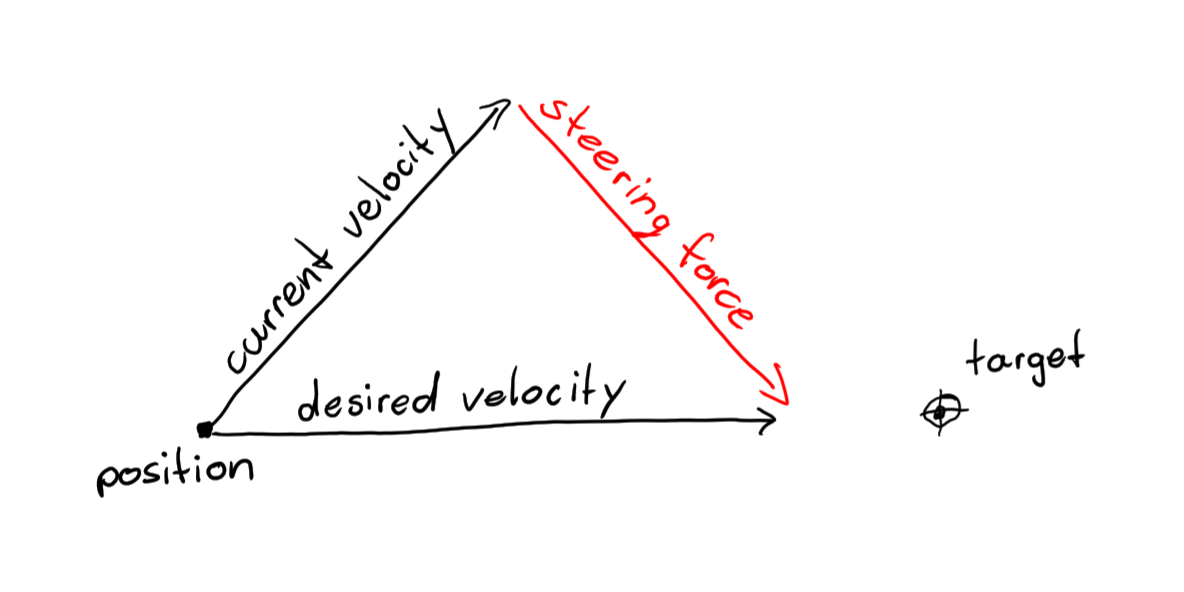 current velocity
steering force
desired velocity
target
position